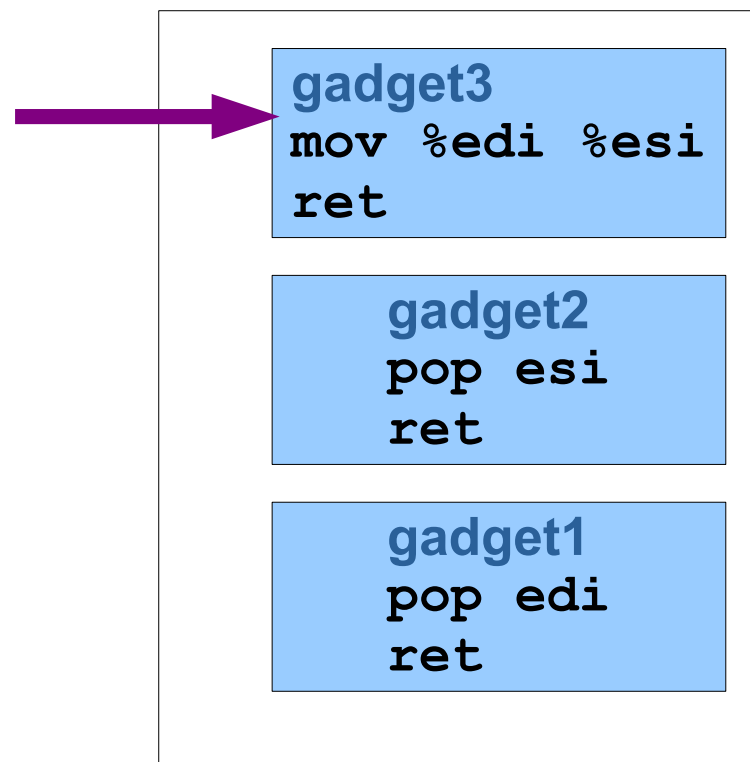 gadget3
mov %edi %esi
ret
gadget2
pop esi
ret
gadget1
pop edi
ret